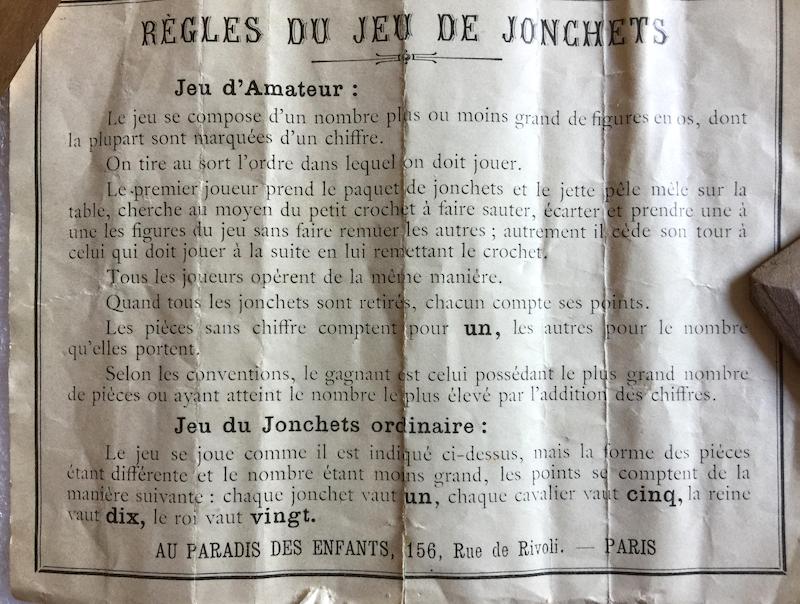 RÈGLES DU JEU DE JONCHETS
Jeu d'Amateur :
Le jeu se compose d'un nombre plus ou moins grand de figures en os, dont
la plupart sont marquées d'un chiffre.
On tire au sort l'ordre dans lequel on doit jouer.
Le premier joueur prend le paquet de jonchets et le jette pêle mêle sur la
table, cherche au moyen du petit crochet à faire sauter, écarter et prendre une à
une les figures du jeu sans faire remuer les autres ; autrement il cède son tour à
celui qui doit jouer à la suite en lui remettant le crochet.
Tous les joueurs opèrent de la même manière.
Quand tous les jonchets sont retirés, chacun compte ses points.
Les pièces sans chiffre comptent pour un, les autres pour le nombre
qu'elles portent.
Selon les conventions, le gagnant est celui possédant le plus grand nombre
de pièces ou ayant atteint le nombre le plus élevé par l'addition des chiffres.
Jeu du Jonchets ordinaire :
Le jeu se joue comme il est indiqué ci-dessus, mais la forme des pièces
étant différente et le nombre étant moins grand, les points se comptent de la
manière suivante : chaque jonchet vaut un, chaque cavalier vaut cinq, la reine
vaut dix, le roi vaut vingt.
AU PARADIS DES ENFANTS, 156, Rue de Rivoli. — PARIS